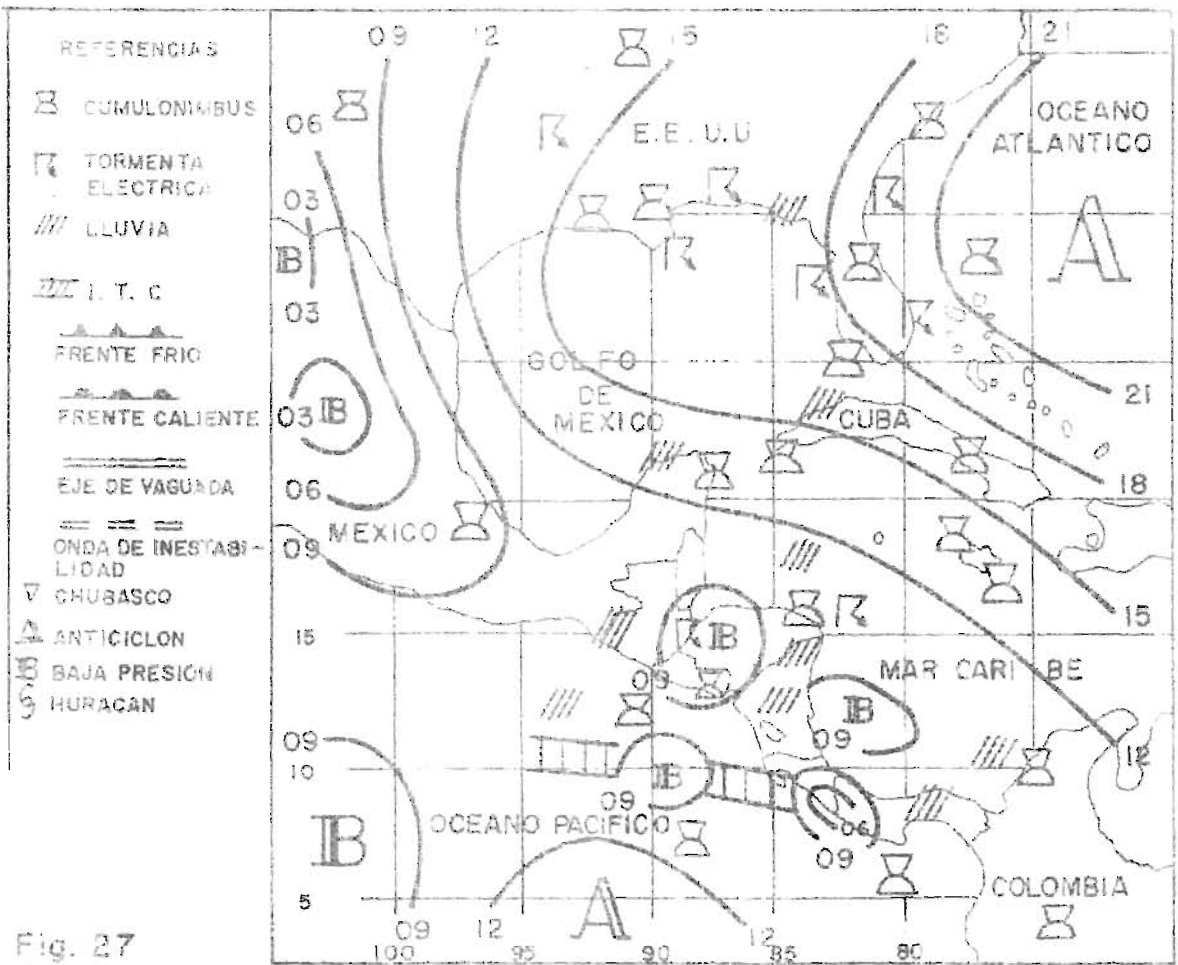 REFERENCIAS
CUMULONIMBUS
TORMENTA
ELECTRICA
LLUVIA
I. T. C
FRENTE FRIO
FRENTE CALIENTE
EJE DE VAGUADA
ONDA DE INESTABI-
LIDAD
CHUBASCO
A ANTICICLON
B BAJA PRESION
HURACAN
Fig. 27
09 12 15 18 21
06
E.E.U.U
OCEANO
ATLANTICO
03
B
A
03
GOLFO
DE
MEXICO
03 B
CUBA
21
06
18
MEXICO
09
15
15
B
MAR CARIBE
09
B
09
12
09
10
B
09
OCEANO PACIFICO
06
B
09
5
A
COLOMBIA
09 12 12
100 95 90 85 80